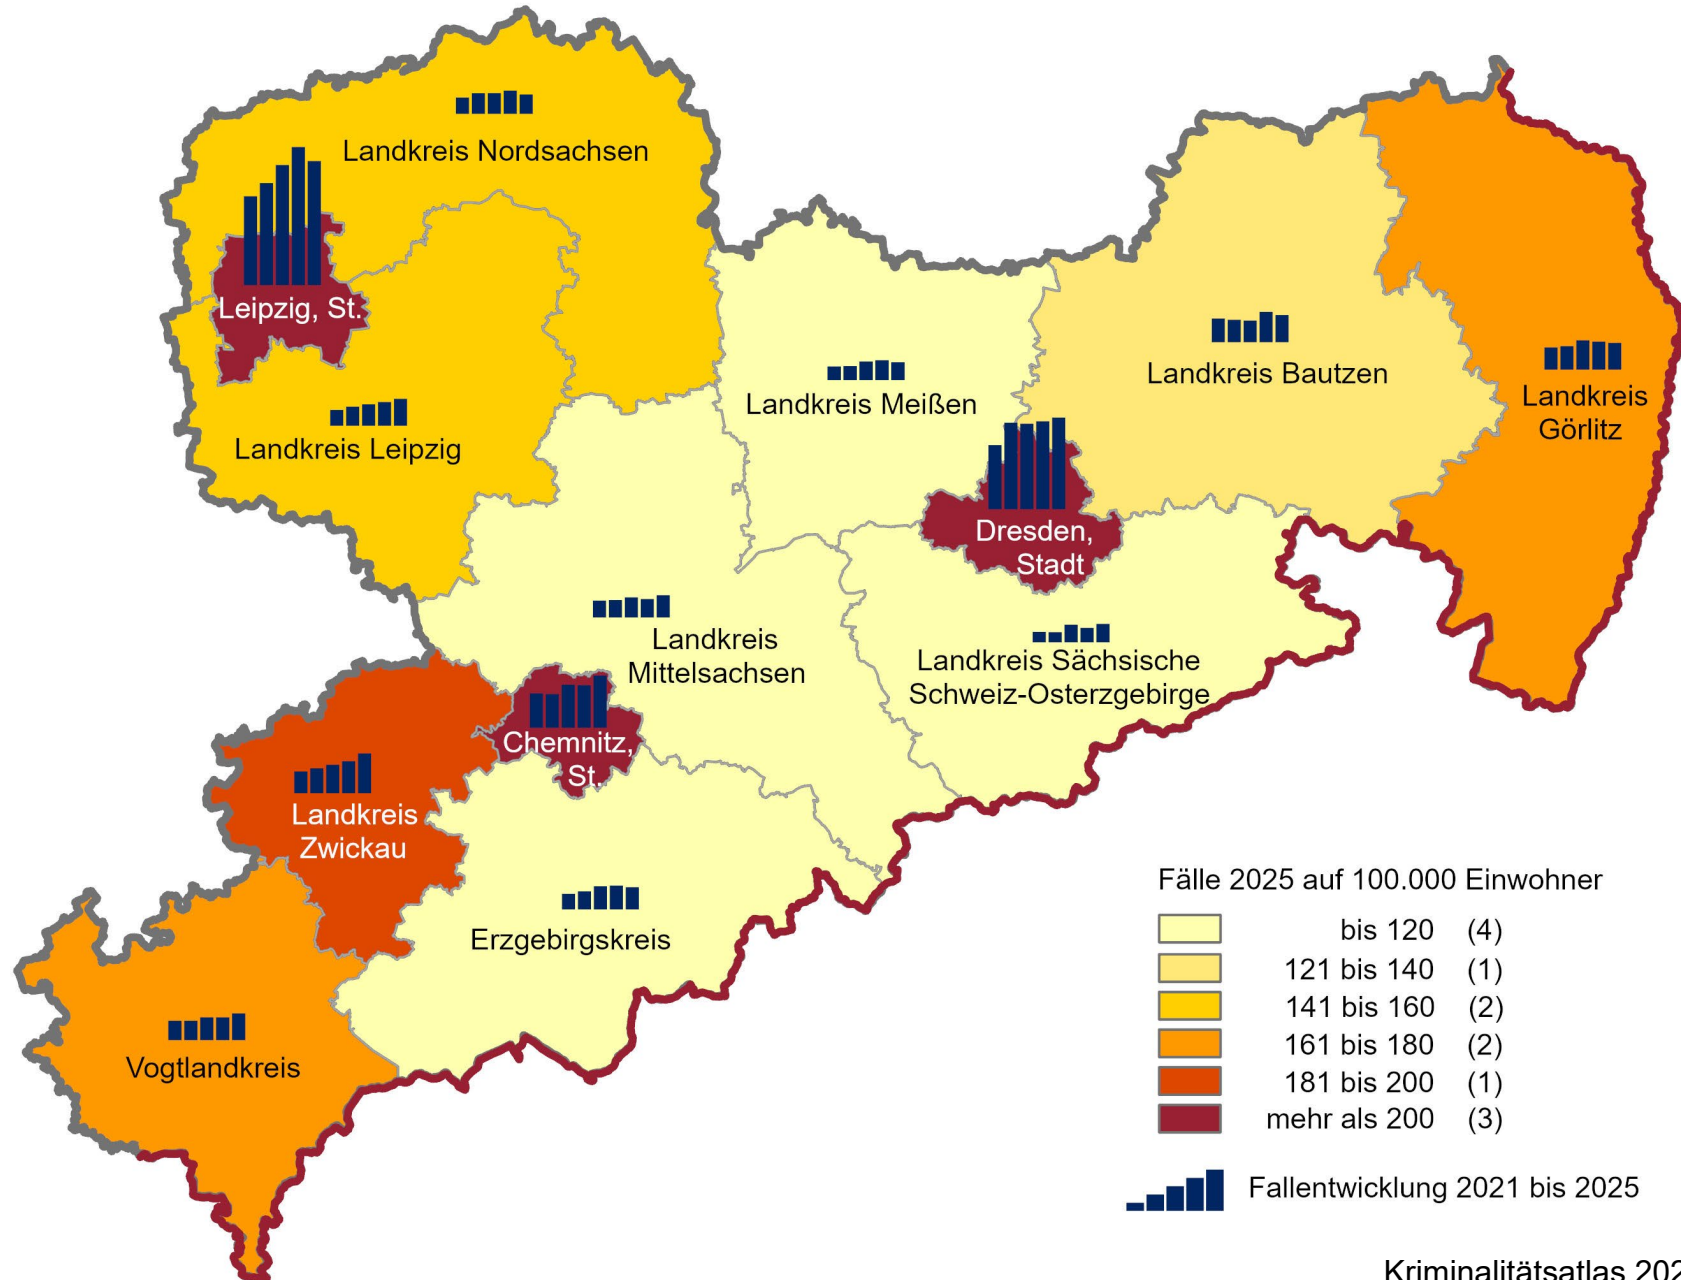 Landkreis Nordsachsen
Leipzig, St.
Landkreis Leipzig
Landkreis Meißen
Landkreis Bautzen
Landkreis
Görlitz
Dresden,
Stadt
Landkreis
Mittelsachsen
Landkreis Sächsische
Schweiz-Osterzgebirge
Chemnitz,
St.
Landkreis
Zwickau
Erzgebirgskreis
Vogtlandkreis
Fälle 2025 auf 100.000 Einwohner
bis 120 (4)
121 bis 140 (1)
141 bis 160 (2)
161 bis 180 (2)
181 bis 200 (1)
mehr als 200 (3)
Fallentwicklung 2021 bis 2025
Kriminalitätsatlas